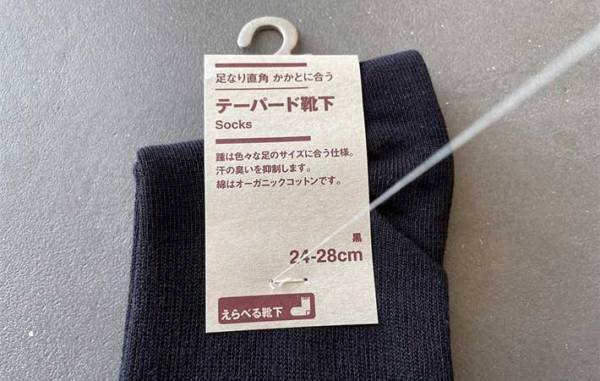 足なり直角 かかとに合う
テーパード靴下
Socks
踵は色々な足のサイズに合う仕様。
汗の臭いを抑制します。
綿はオーガニックコットンです。
黒
24-28cm
えらべる靴下